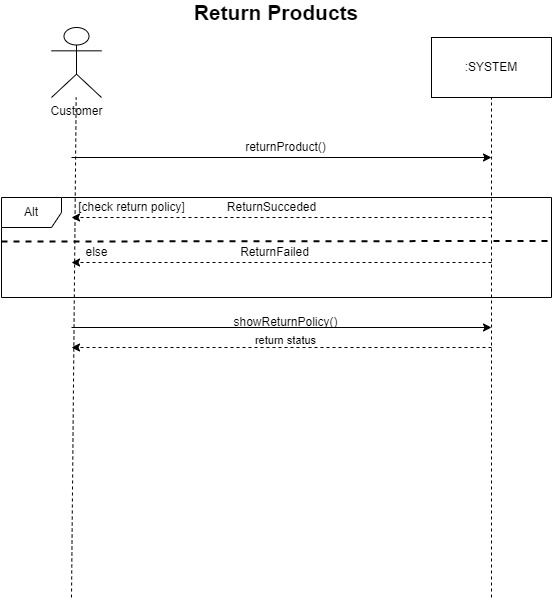 Return Products
:SYSTEM
Customer
returnProduct()
Alt
[check return policy] ReturnSucceded
else ReturnFailed
showReturnPolicy()
return status